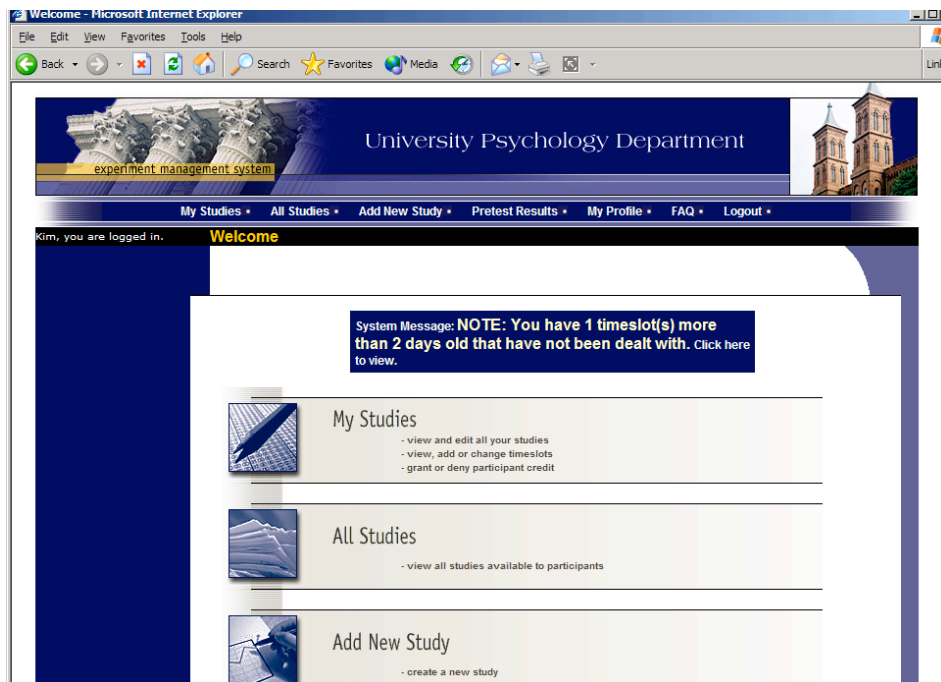 Welcome - Microsoft Internet Explorer
File Edit View Favorites Tools Help
Back Search Favorites Media
University Psychology Department
experiment management system
My Studies All Studies Add New Study Pretest Results My Profile FAQ Logout
Kim, you are logged in. Welcome
System Message: NOTE: You have 1 timeslot(s) more
than 2 days old that have not been dealt with. Click here
to view.
My Studies
- view and edit all your studies
- view, add or change timeslots
- grant or deny participant credit
All Studies
- view all studies available to participants
Add New Study
- create a new study